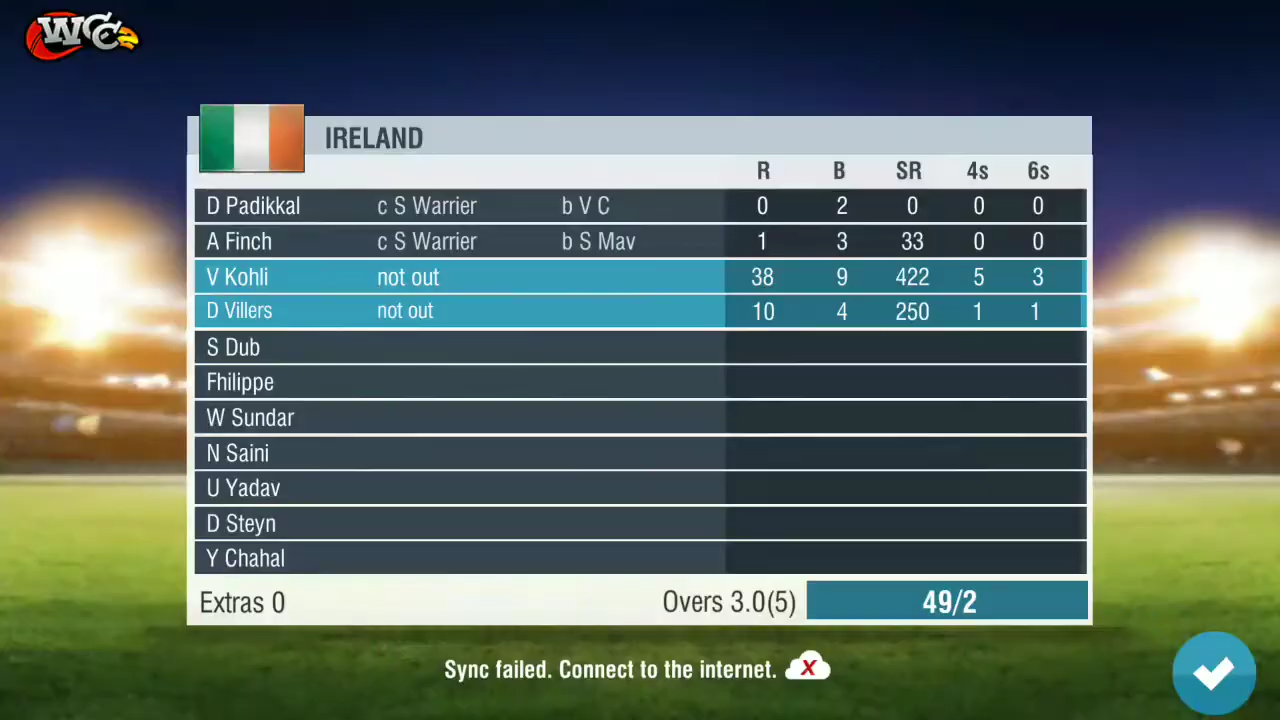 WCC
IRELAND
R B SR 4s 6s
D Padikkal c S Warrier b V C 0 2 0 0 0
A Finch c S Warrier b S Mav 1 3 33 0 0
V Kohli not out 38 9 422 5 3
D Villers not out 10 4 250 1 1
S Dub
Fhilippe
W Sundar
N Saini
U Yadav
D Steyn
Y Chahal
Extras 0 Overs 3.0(5) 49/2
Sync failed. Connect to the internet. X